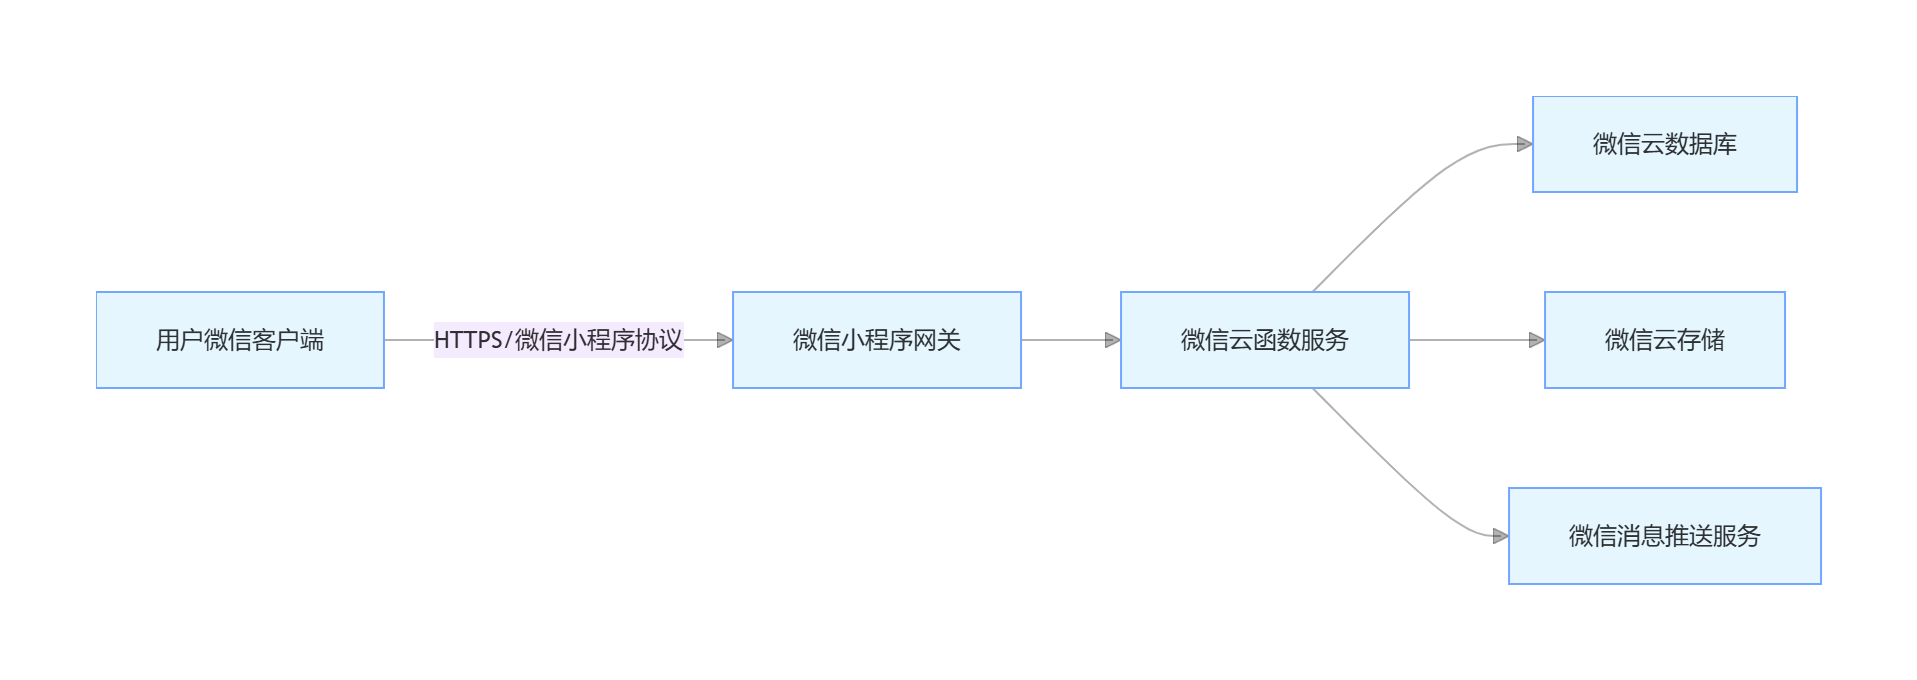 用户微信客户端
HTTPS/微信小程序协议
微信小程序网关
微信云函数服务
微信云数据库
微信云存储
微信消息推送服务